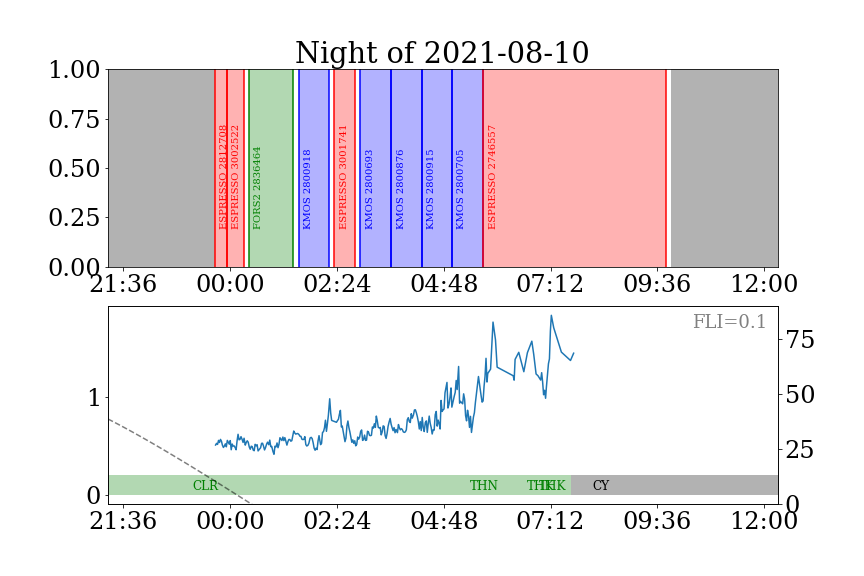 Night of 2021-08-10
1.00
0.75
0.50
0.25
0.00
ESPRESSO 2812708
ESPRESSO 3002522
FORS2 2836464
KMOS 2800918
ESPRESSO 3001741
KMOS 2800693
KMOS 2800876
KMOS 2800915
KMOS 2800705
ESPRESSO 2746557
21:36 00:00 02:24 04:48 07:12 09:36 12:00
FLI=0.1
1
0
75
50
25
0
CLR THN THK THK CY
21:36 00:00 02:24 04:48 07:12 09:36 12:00